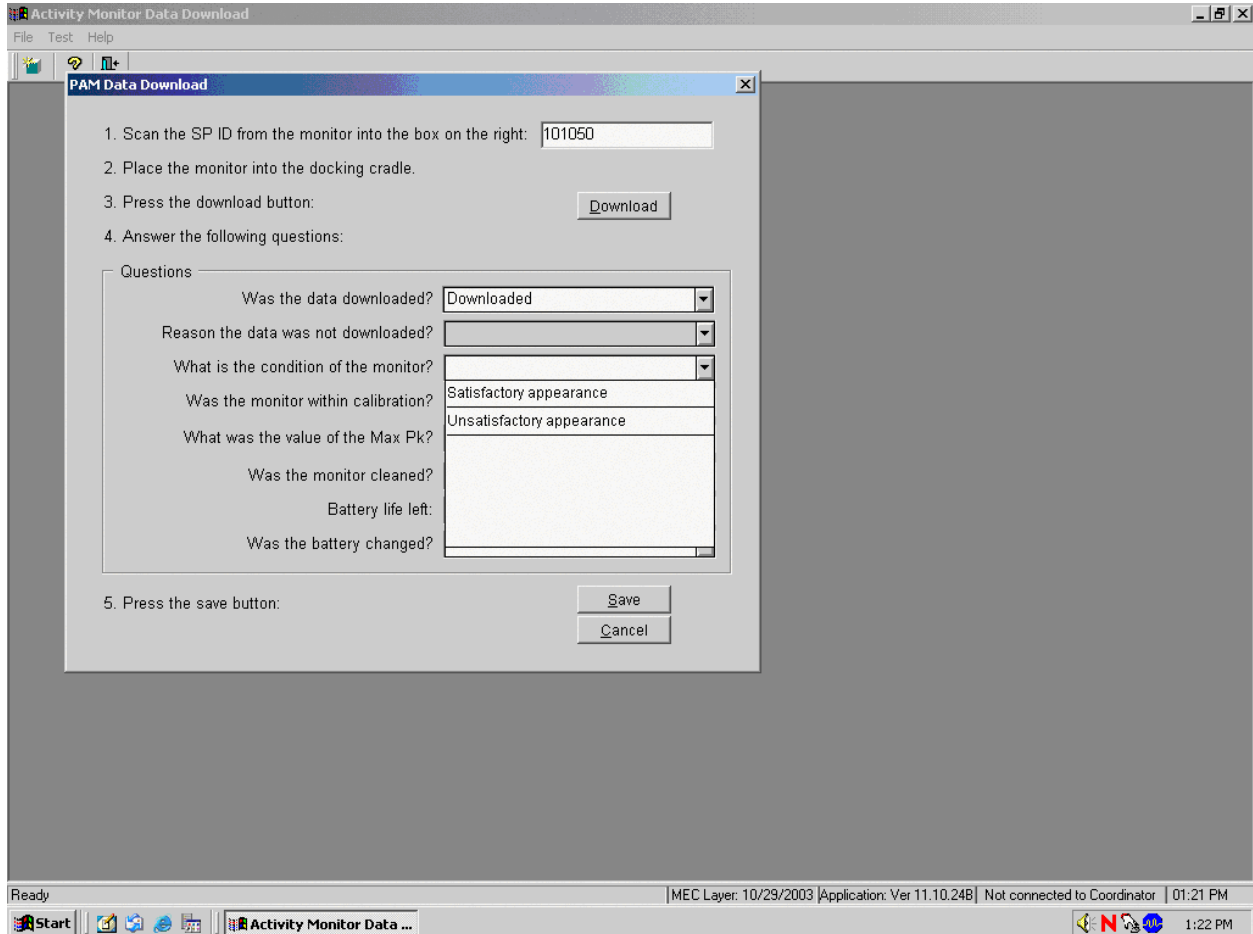 Activity Monitor Data Download
File Test Help
PAM Data Download
1. Scan the SP ID from the monitor into the box on the right: 101050
2. Place the monitor into the docking cradle.
3. Press the download button: Download
4. Answer the following questions:
Questions
Was the data downloaded? Downloaded
Reason the data was not downloaded?
What is the condition of the monitor?
Satisfactory appearance
Was the monitor within calibration?
Unsatisfactory appearance
What was the value of the Max Pk?
Was the monitor cleaned?
Battery life left:
Was the battery changed?
5. Press the save button: Save
Cancel
Ready MEC Layer: 10/29/2003 Application: Ver 11.10.24B Not connected to Coordinator 01:21 PM
Start Activity Monitor Data ... N 1:22 PM